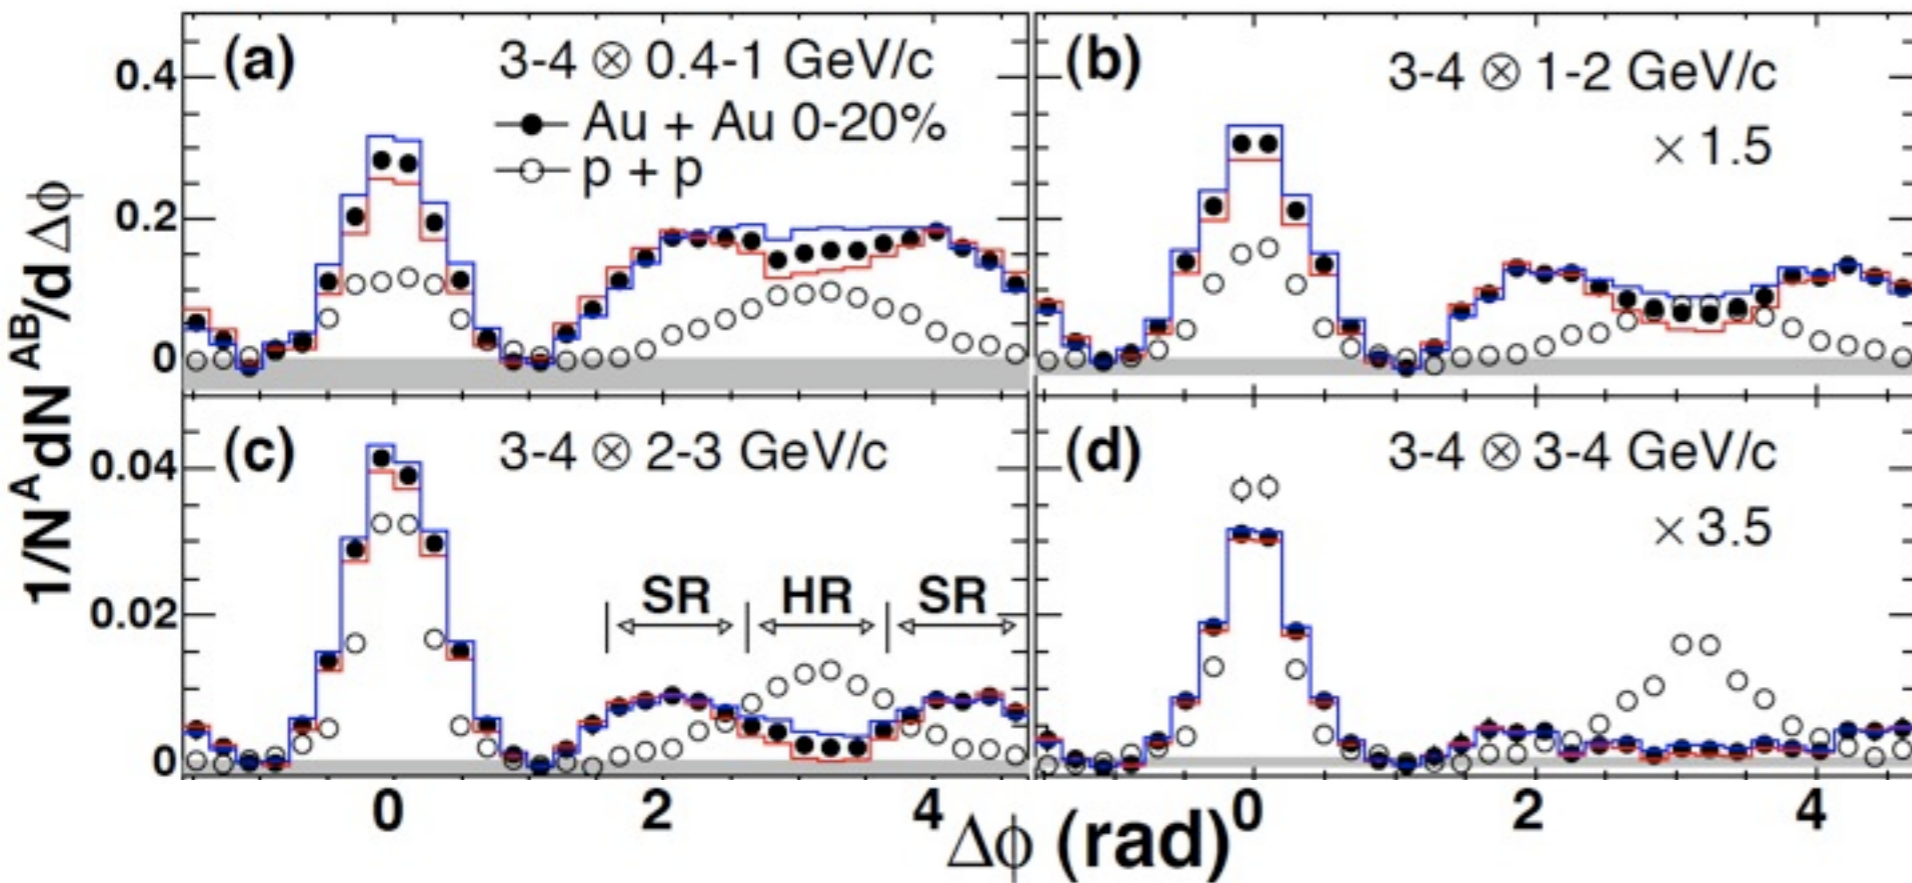 1/N^A dN^AB/d Δϕ
(a) 3-4 ⊗ 0.4-1 GeV/c
Au + Au 0-20%
p + p
(b) 3-4 ⊗ 1-2 GeV/c
× 1.5
0.4
0.2
0
(c) 3-4 ⊗ 2-3 GeV/c
SR HR SR
(d) 3-4 ⊗ 3-4 GeV/c
× 3.5
0.04
0.02
0
0 2 4 0 2 4
Δϕ (rad)